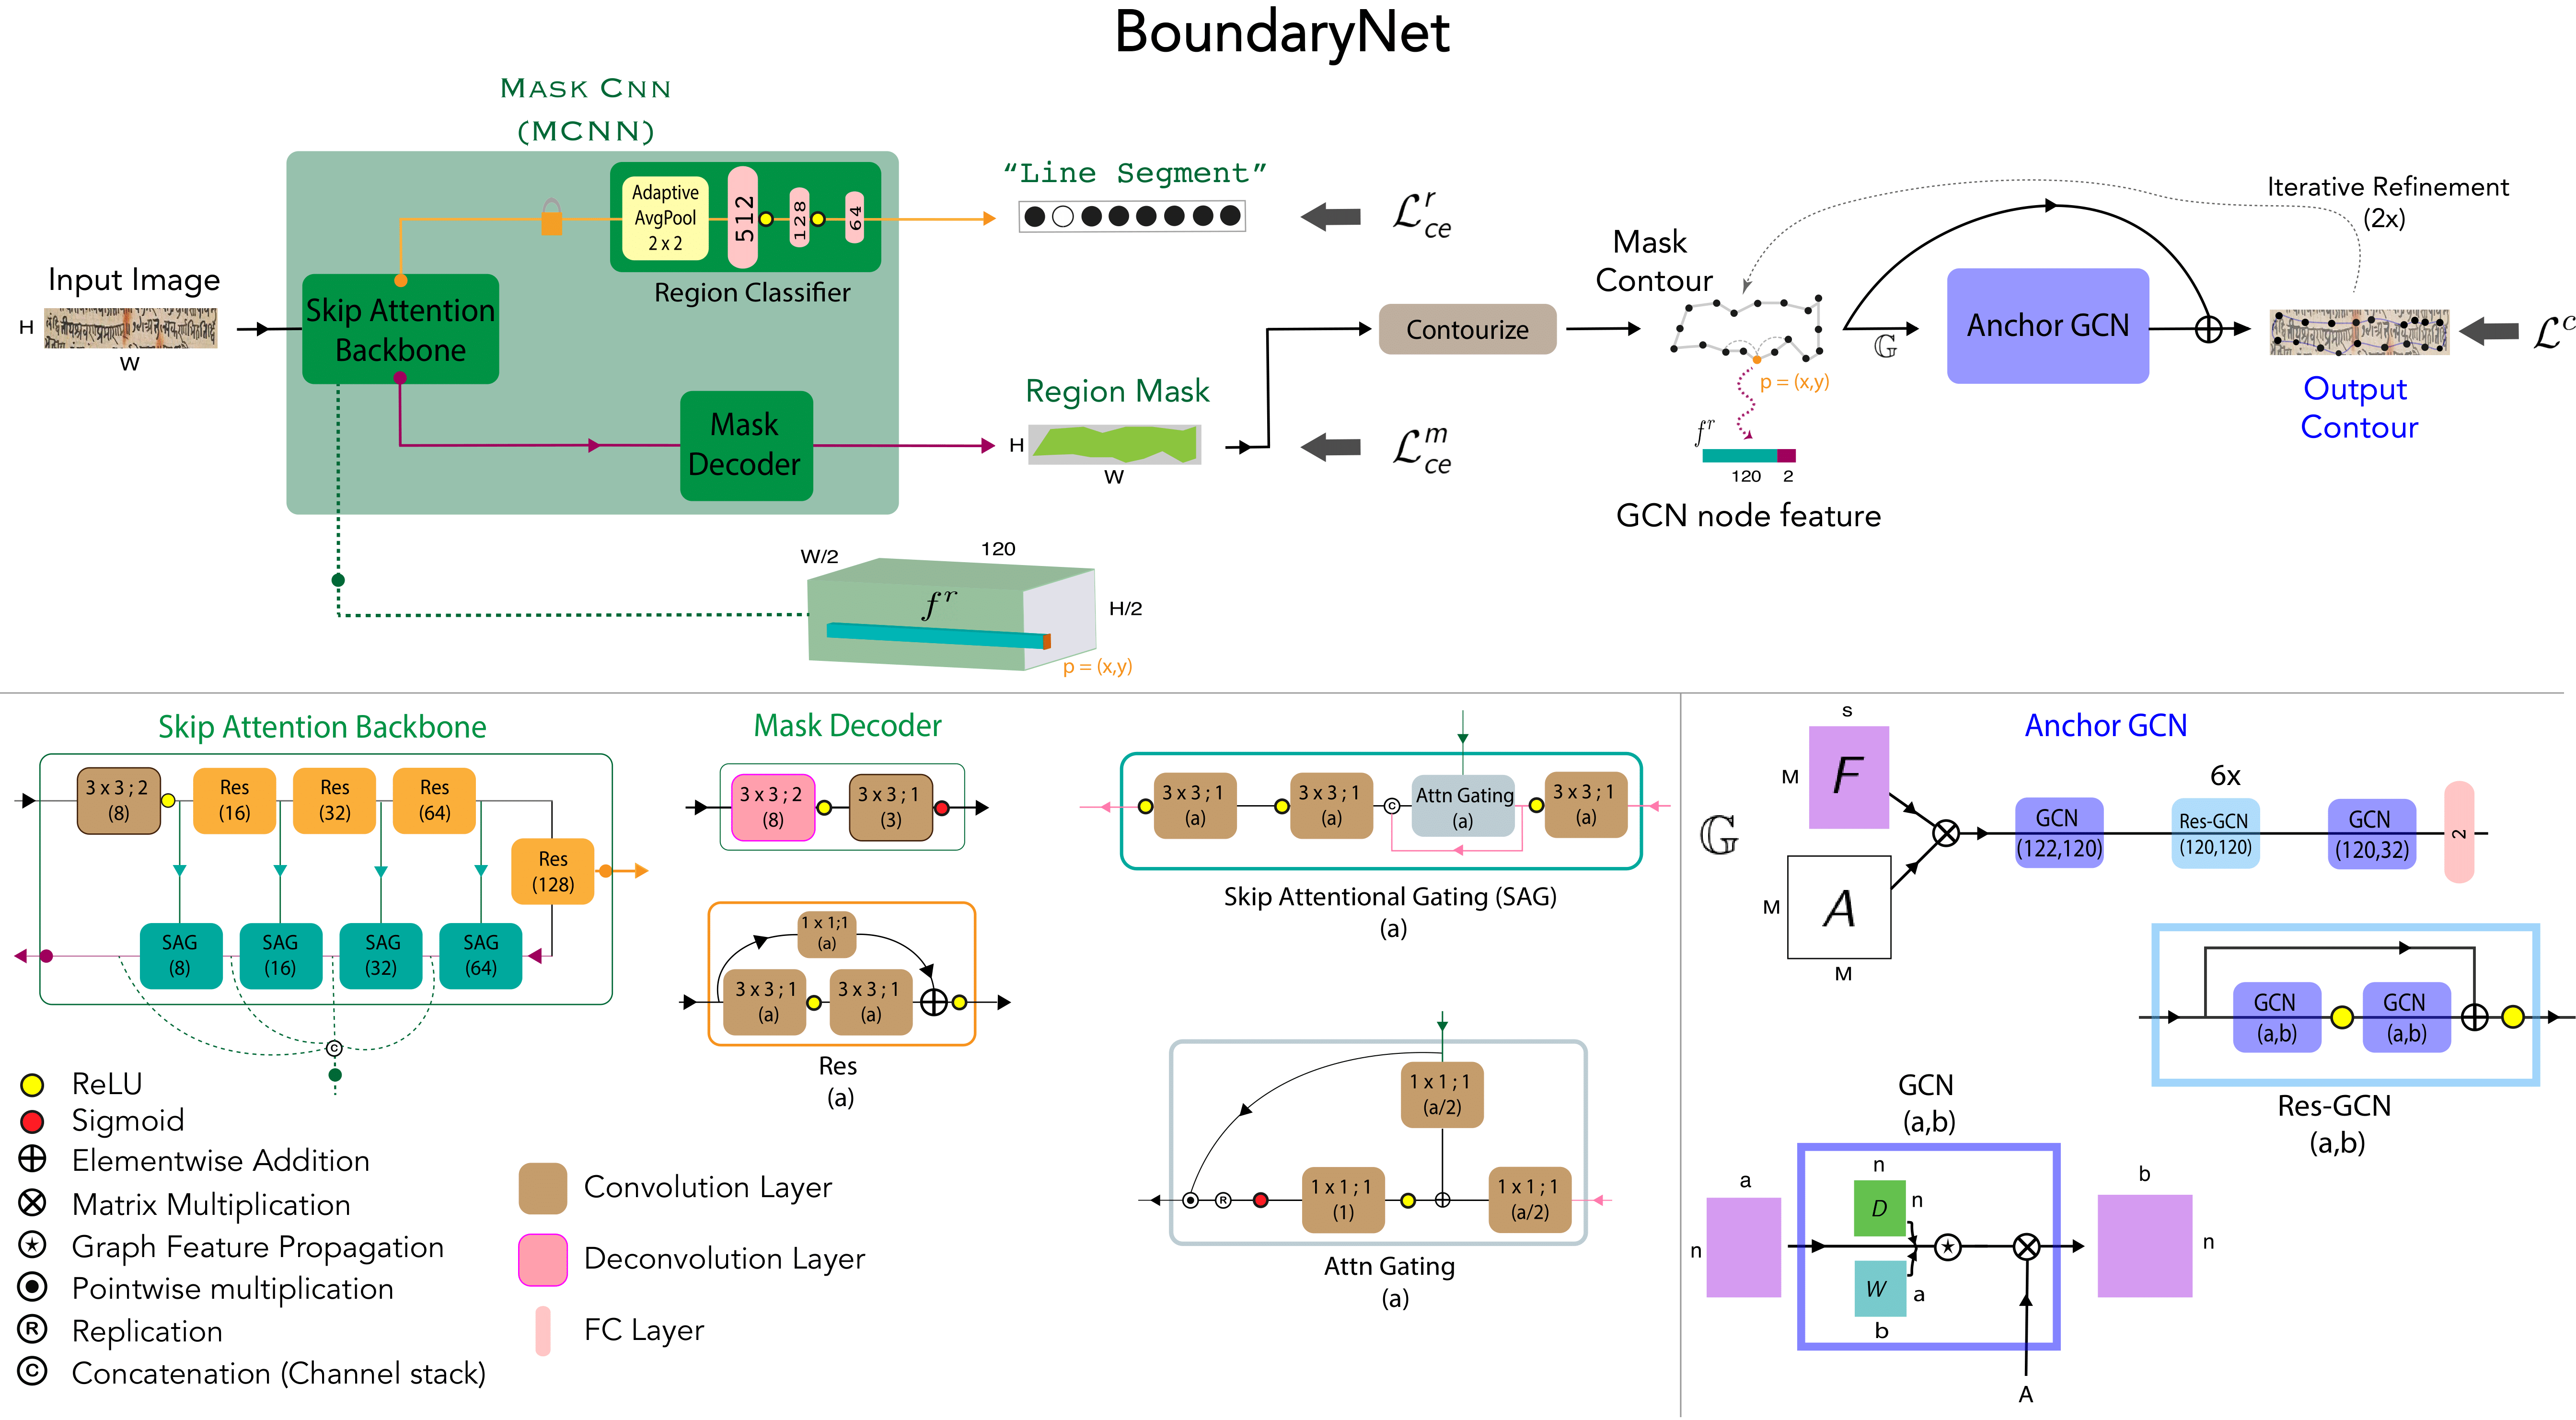 BoundaryNet
MASK CNN
(MCNN)
Adaptive
AvgPool
2 x 2
512
128
64
Region Classifier
"Line Segment"
ℒ^r_ce
Input Image
H
W
Skip Attention
Backbone
Mask
Decoder
Region Mask
H
W
ℒ^m_ce
Contourize
Mask
Contour
p = (x,y)
f^r
120
2
GCN node feature
𝔾
Anchor GCN
Iterative Refinement
(2x)
Output
Contour
ℒ^c
W/2
120
H/2
f^r
p = (x,y)
Skip Attention Backbone
3 x 3 ; 2
(8)
Res
(16)
Res
(32)
Res
(64)
Res
(128)
SAG
(8)
SAG
(16)
SAG
(32)
SAG
(64)
C
Mask Decoder
3 x 3 ; 2
(8)
3 x 3 ; 1
(3)
1 x 1;1
(a)
3 x 3 ; 1
(a)
3 x 3 ; 1
(a)
Res
(a)
3 x 3 ; 1
(a)
3 x 3 ; 1
(a)
C
Attn Gating
(a)
3 x 3 ; 1
(a)
Skip Attentional Gating (SAG)
(a)
1 x 1 ; 1
(a/2)
R
1 x 1 ; 1
(1)
1 x 1 ; 1
(a/2)
Attn Gating
(a)
ReLU
Sigmoid
Elementwise Addition
Matrix Multiplication
Graph Feature Propagation
Pointwise multiplication
R Replication
C Concatenation (Channel stack)
Convolution Layer
Deconvolution Layer
FC Layer
Anchor GCN
s
M
F
𝔾
M
A
M
GCN
(122,120)
6x
Res-GCN
(120,120)
GCN
(120,32)
2
GCN
(a,b)
GCN
(a,b)
Res-GCN
(a,b)
GCN
(a,b)
a
n
n
D
n
W
a
b
A
b
n